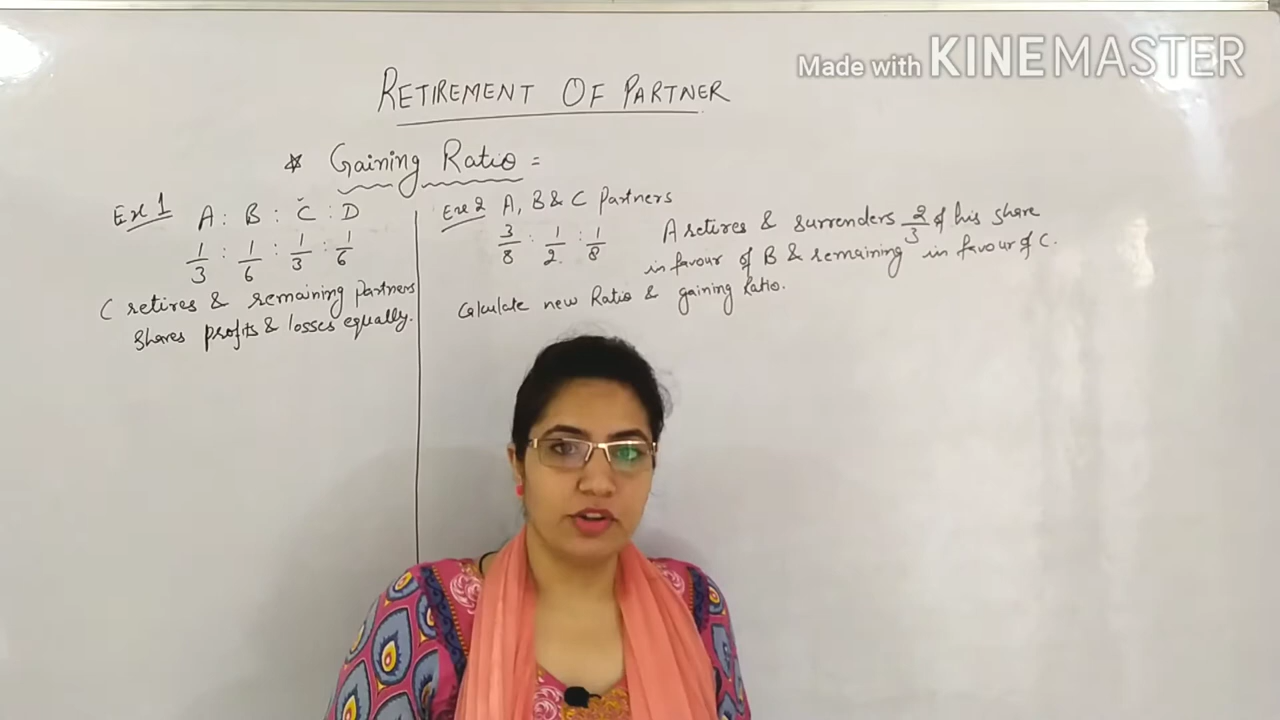 Made with KINEMASTER
RETIREMENT OF PARTNER
* Gaining Ratio =
Ex 1 A : B : C : D
1/3 : 1/6 : 1/3 : 1/6
C retires & remaining partners
shares profits & losses equally.
Ex 2 A, B & C Partners
3/8 : 1/2 : 1/8
A retires & surrenders 2/3 of his share
in favour of B & remaining in favour of C.
Calculate new Ratio & gaining Ratio.